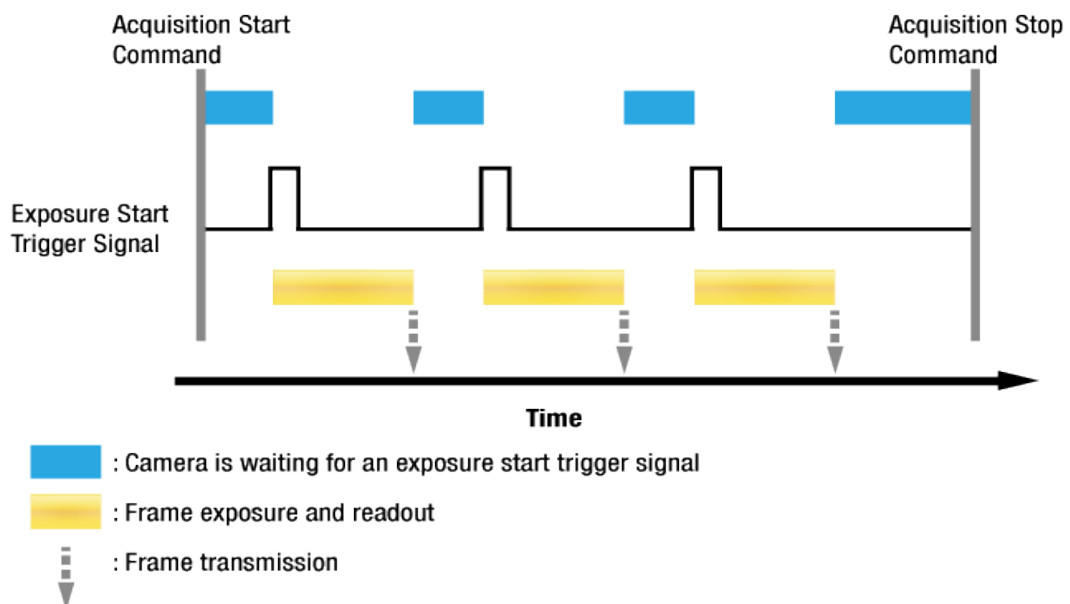 Acquisition Start
Command
Acquisition Stop
Command
Exposure Start
Trigger Signal
Time
: Camera is waiting for an exposure start trigger signal
: Frame exposure and readout
: Frame transmission